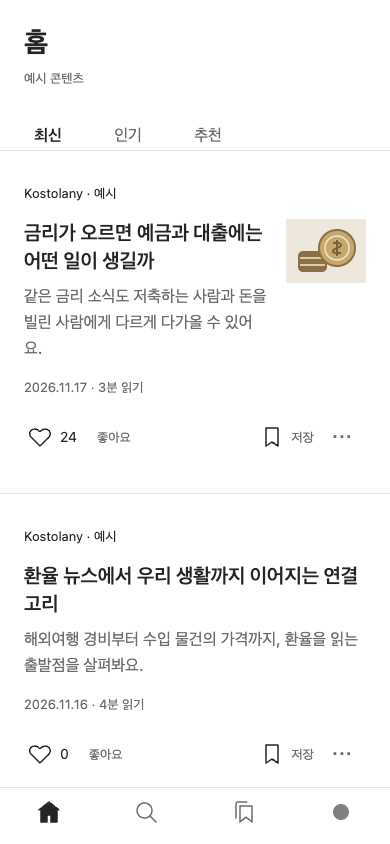 홈
예시 콘텐츠
최신 인기 추천
Kostolany · 예시
금리가 오르면 예금과 대출에는
어떤 일이 생길까
같은 금리 소식도 저축하는 사람과 돈을
빌린 사람에게 다르게 다가올 수 있어
요.
2026.11.17 · 3분 읽기
24 좋아요 저장
Kostolany · 예시
환율 뉴스에서 우리 생활까지 이어지는 연결
고리
해외여행 경비부터 수입 물건의 가격까지, 환율을 읽는
출발점을 살펴봐요.
2026.11.16 · 4분 읽기
0 좋아요 저장